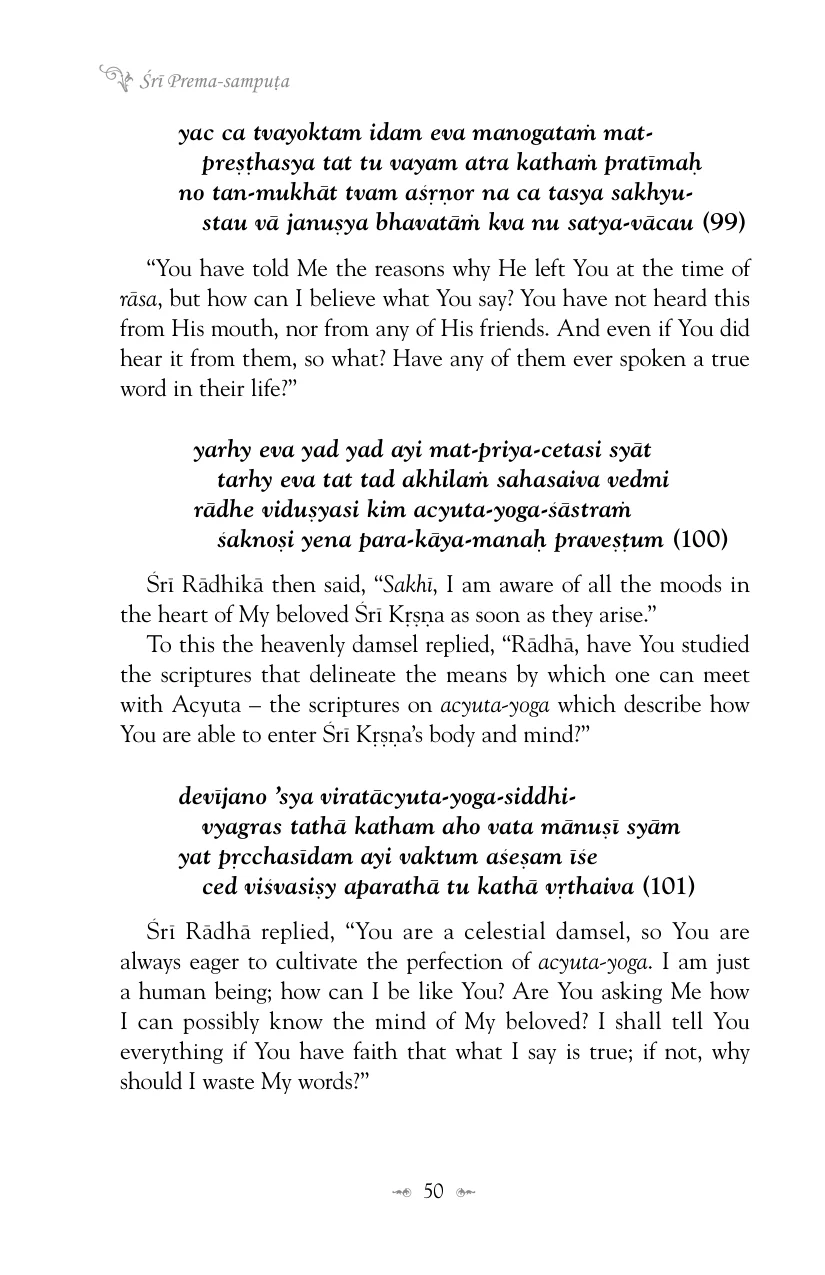 Śrī Prema-sampuṭa
yac ca tvayoktam idam eva manogataṁ mat-
preṣṭhasya tat tu vayam atra kathaṁ pratīmaḥ
no tan-mukhāt tvam aśṛṇor na ca tasya sakhyu-
stau vā januṣya bhavatāṁ kva nu satya-vācau (99)
“You have told Me the reasons why He left You at the time of
rāsa, but how can I believe what You say? You have not heard this
from His mouth, nor from any of His friends. And even if You did
hear it from them, so what? Have any of them ever spoken a true
word in their life?”
yarhy eva yad yad ayi mat-priya-cetasi syāt
tarhy eva tat tad akhilaṁ sahasaiva vedmi
rādhe viduṣyasi kim acyuta-yoga-śāstraṁ
śaknoṣi yena para-kāya-manaḥ praveṣṭum (100)
Śrī Rādhikā then said, “Sakhī, I am aware of all the moods in
the heart of My beloved Śrī Kṛṣṇa as soon as they arise.”
To this the heavenly damsel replied, “Rādhā, have You studied
the scriptures that delineate the means by which one can meet
with Acyuta – the scriptures on acyuta-yoga which describe how
You are able to enter Śrī Kṛṣṇa’s body and mind?”
devījano ’sya viratācyuta-yoga-siddhi-
vyagras tathā katham aho vata mānuṣī syām
yat pṛcchasīdam ayi vaktum aśeṣam īśe
ced viśvasiṣy aparathā tu kathā vṛthaiva (101)
Śrī Rādhā replied, “You are a celestial damsel, so You are
always eager to cultivate the perfection of acyuta-yoga. I am just
a human being; how can I be like You? Are You asking Me how
I can possibly know the mind of My beloved? I shall tell You
everything if You have faith that what I say is true; if not, why
should I waste My words?”
50